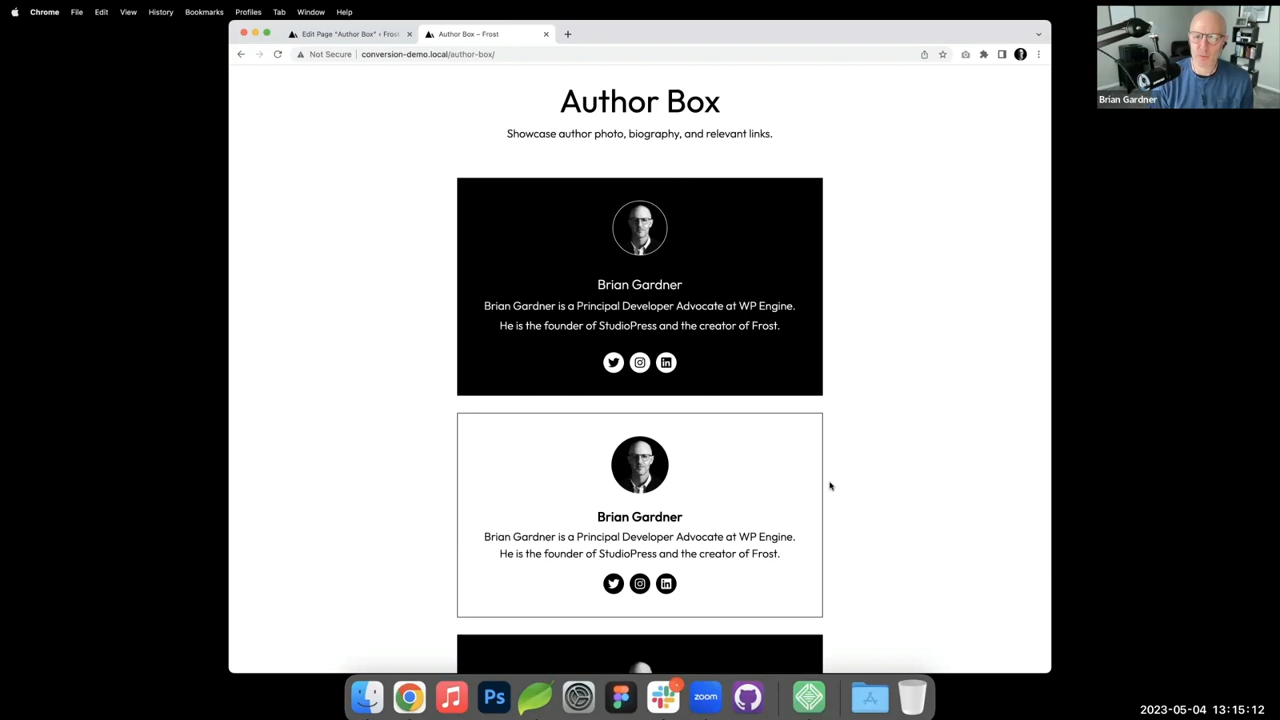 Chrome File Edit View History Bookmarks Profiles Tab Window Help
Edit Page "Author Box" ‹ Frost
Author Box – Frost
Not Secure conversion-demo.local/author-box/
Brian Gardner
Author Box
Showcase author photo, biography, and relevant links.
Brian Gardner
Brian Gardner is a Principal Developer Advocate at WP Engine.
He is the founder of StudioPress and the creator of Frost.
Brian Gardner
Brian Gardner is a Principal Developer Advocate at WP Engine.
He is the founder of StudioPress and the creator of Frost.
Ps
zoom
2023-05-04 13:15:12